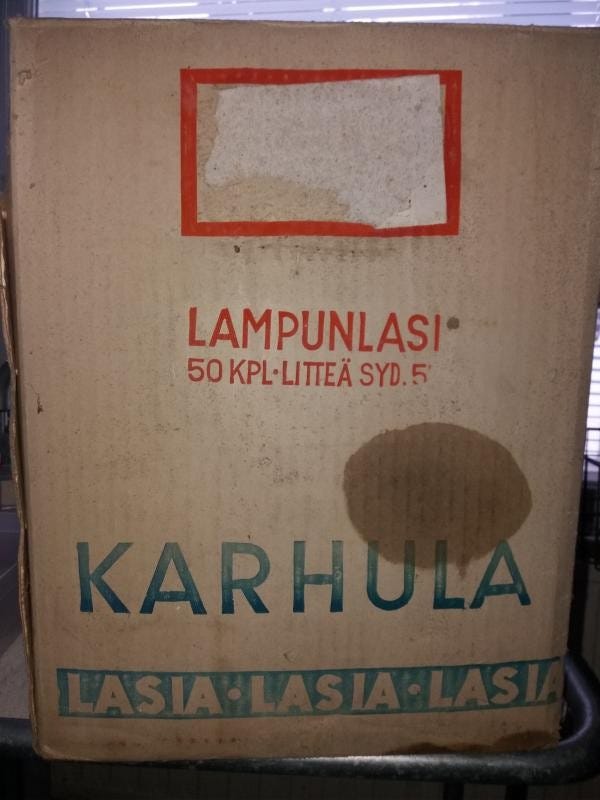 LAMPUNLASI
50 KPL·LITTEÄ SYD. 5'
KARHULA
LASIA·LASIA·LASIA